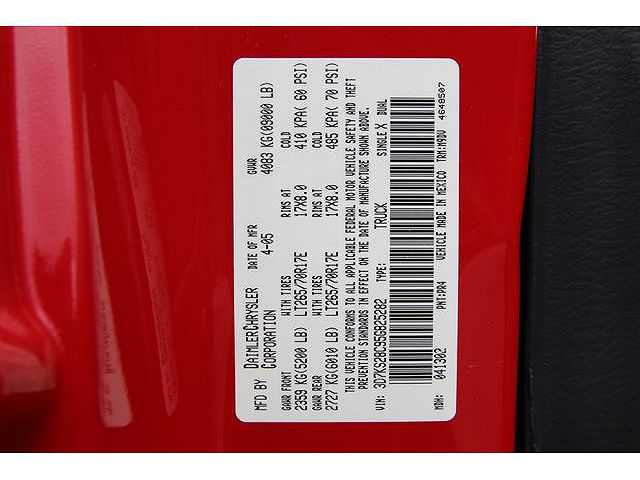 MFD BY DAIMLERCHRYSLER CORPORATION DATE OF MFR 4-05 GVWR 4083 KG(09000 LB)
GAWR FRONT WITH TIRES RIMS AT COLD
2359 KG(5200 LB) LT265/70R17E 17X8.0 410 KPA( 60 PSI)
GAWR REAR WITH TIRES RIMS AT COLD
2727 KG(6010 LB) LT265/70R17E 17X8.0 485 KPA( 70 PSI)
THIS VEHICLE CONFORMS TO ALL APPLICABLE FEDERAL MOTOR VEHICLE SAFETY AND THEFT
PREVENTION STANDARDS IN EFFECT ON THE DATE OF MANUFACTURE SHOWN ABOVE.
3D7KS28C95G825282 TYPE: TRUCK SINGLE X DUAL
MDH: 041302 PNT:PR4 VEHICLE MADE IN MEXICO TRM:M9DV 4648507